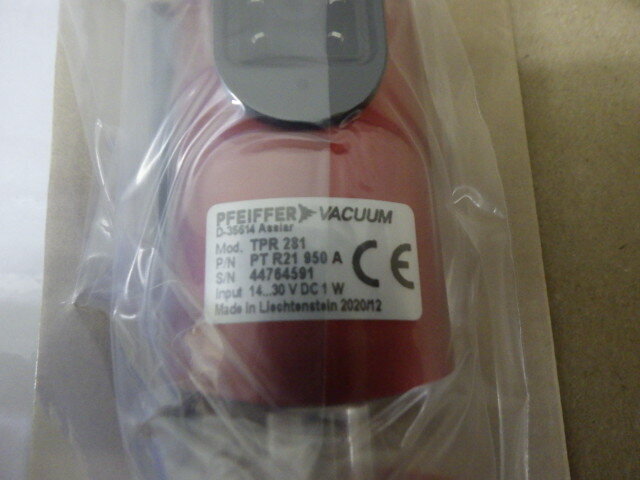 PFEIFFER VACUUM
D-35614 Asslar
Mod. TPR 281
P/N PT R21 950 A
S/N 44764591
Input 14...30 V DC 1 W
Made in Liechtenstein 2020/12
CE